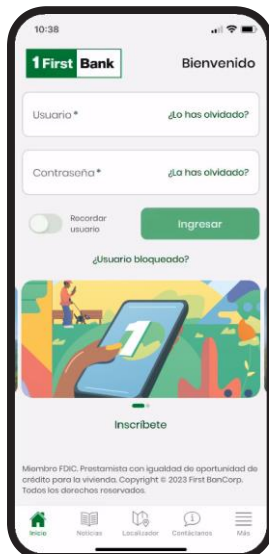 10:38
1 First Bank
Bienvenido
Usuario * ¿Lo has olvidado?
Contraseña * ¿La has olvidado?
Recordar
usuario
Ingresar
¿Usuario bloqueado?
1
Inscríbete
Miembro FDIC. Prestamista con igualdad de oportunidad de
crédito para la vivienda. Copyright © 2023 First BanCorp.
Todos los derechos reservados.
Inicio Noticias Localizador Contáctanos Más